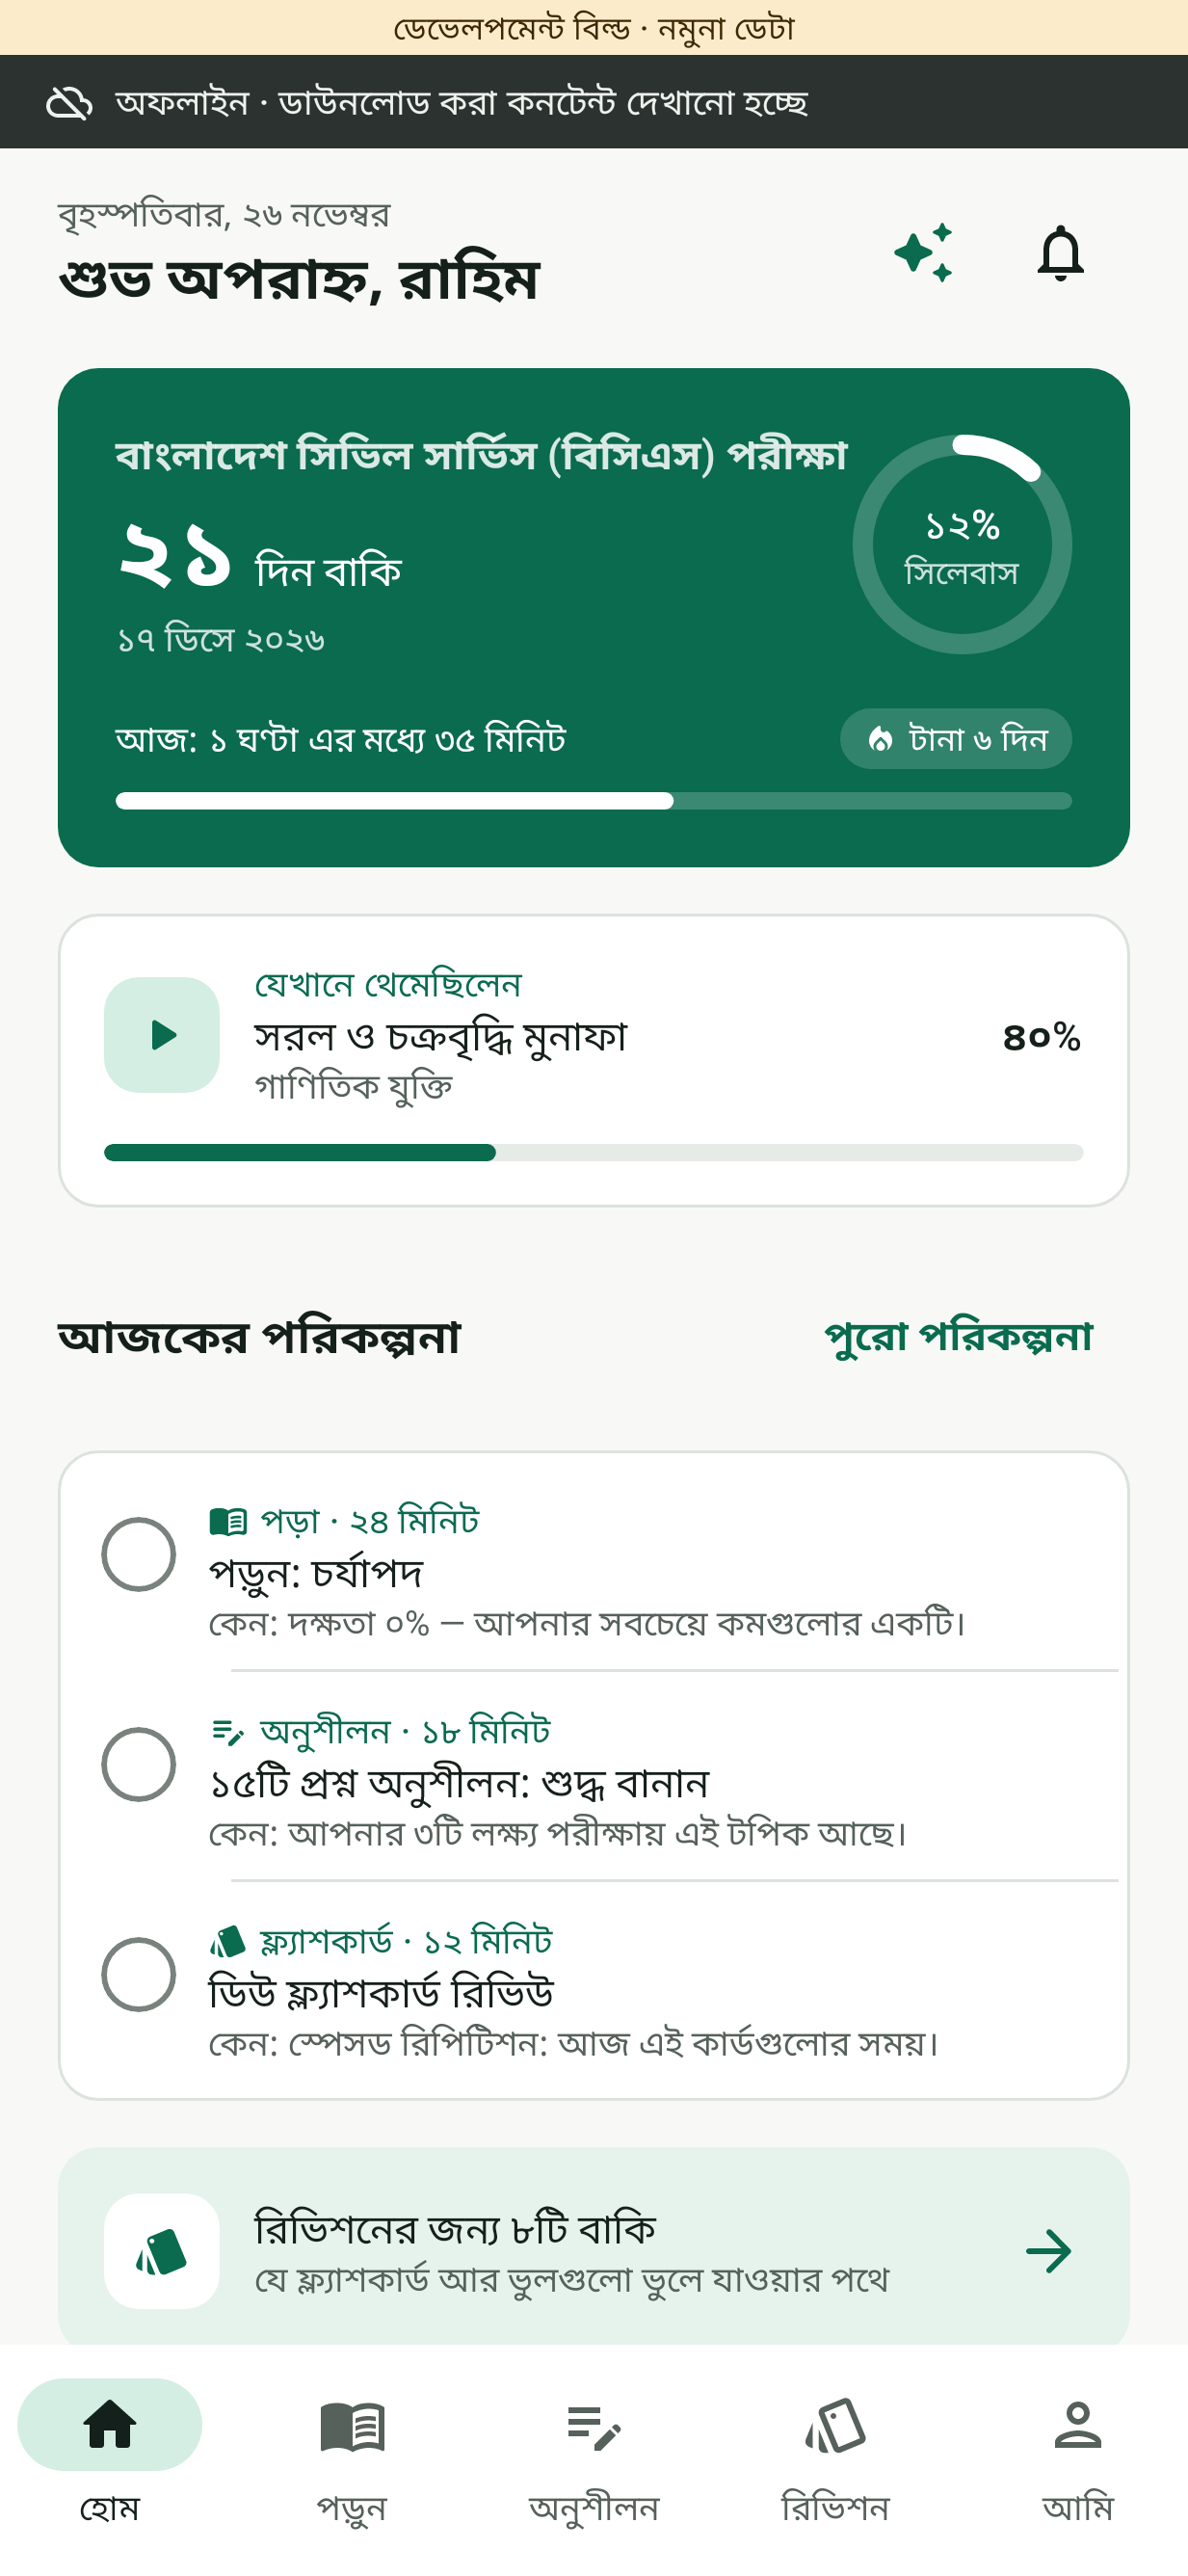 ডেভেলপমেন্ট বিল্ড · নমুনা ডেটা
অফলাইন · ডাউনলোড করা কনটেন্ট দেখানো হচ্ছে
বৃহস্পতিবার, ২৬ নভেম্বর
শুভ অপরাহ্ন, রাহিম
বাংলাদেশ সিভিল সার্ভিস (বিসিএস) পরীক্ষা
২১ দিন বাকি
১৭ ডিসে ২০২৬
১২%
সিলেবাস
আজ: ১ ঘণ্টা এর মধ্যে ৩৫ মিনিট
টানা ৬ দিন
যেখানে থেমেছিলেন
সরল ও চক্রবৃদ্ধি মুনাফা
গাণিতিক যুক্তি
৪০%
আজকের পরিকল্পনা
পুরো পরিকল্পনা
পড়া · ২৪ মিনিট
পড়ুন: চর্যাপদ
কেন: দক্ষতা ০% — আপনার সবচেয়ে কমগুলোর একটি।
অনুশীলন · ১৮ মিনিট
১৫টি প্রশ্ন অনুশীলন: শুদ্ধ বানান
কেন: আপনার ৩টি লক্ষ্য পরীক্ষায় এই টপিক আছে।
ফ্ল্যাশকার্ড · ১২ মিনিট
ডিউ ফ্ল্যাশকার্ড রিভিউ
কেন: স্পেসড রিপিটিশন: আজ এই কার্ডগুলোর সময়।
রিভিশনের জন্য ৮টি বাকি
যে ফ্ল্যাশকার্ড আর ভুলগুলো ভুলে যাওয়ার পথে
হোম
পড়ুন
অনুশীলন
রিভিশন
আমি